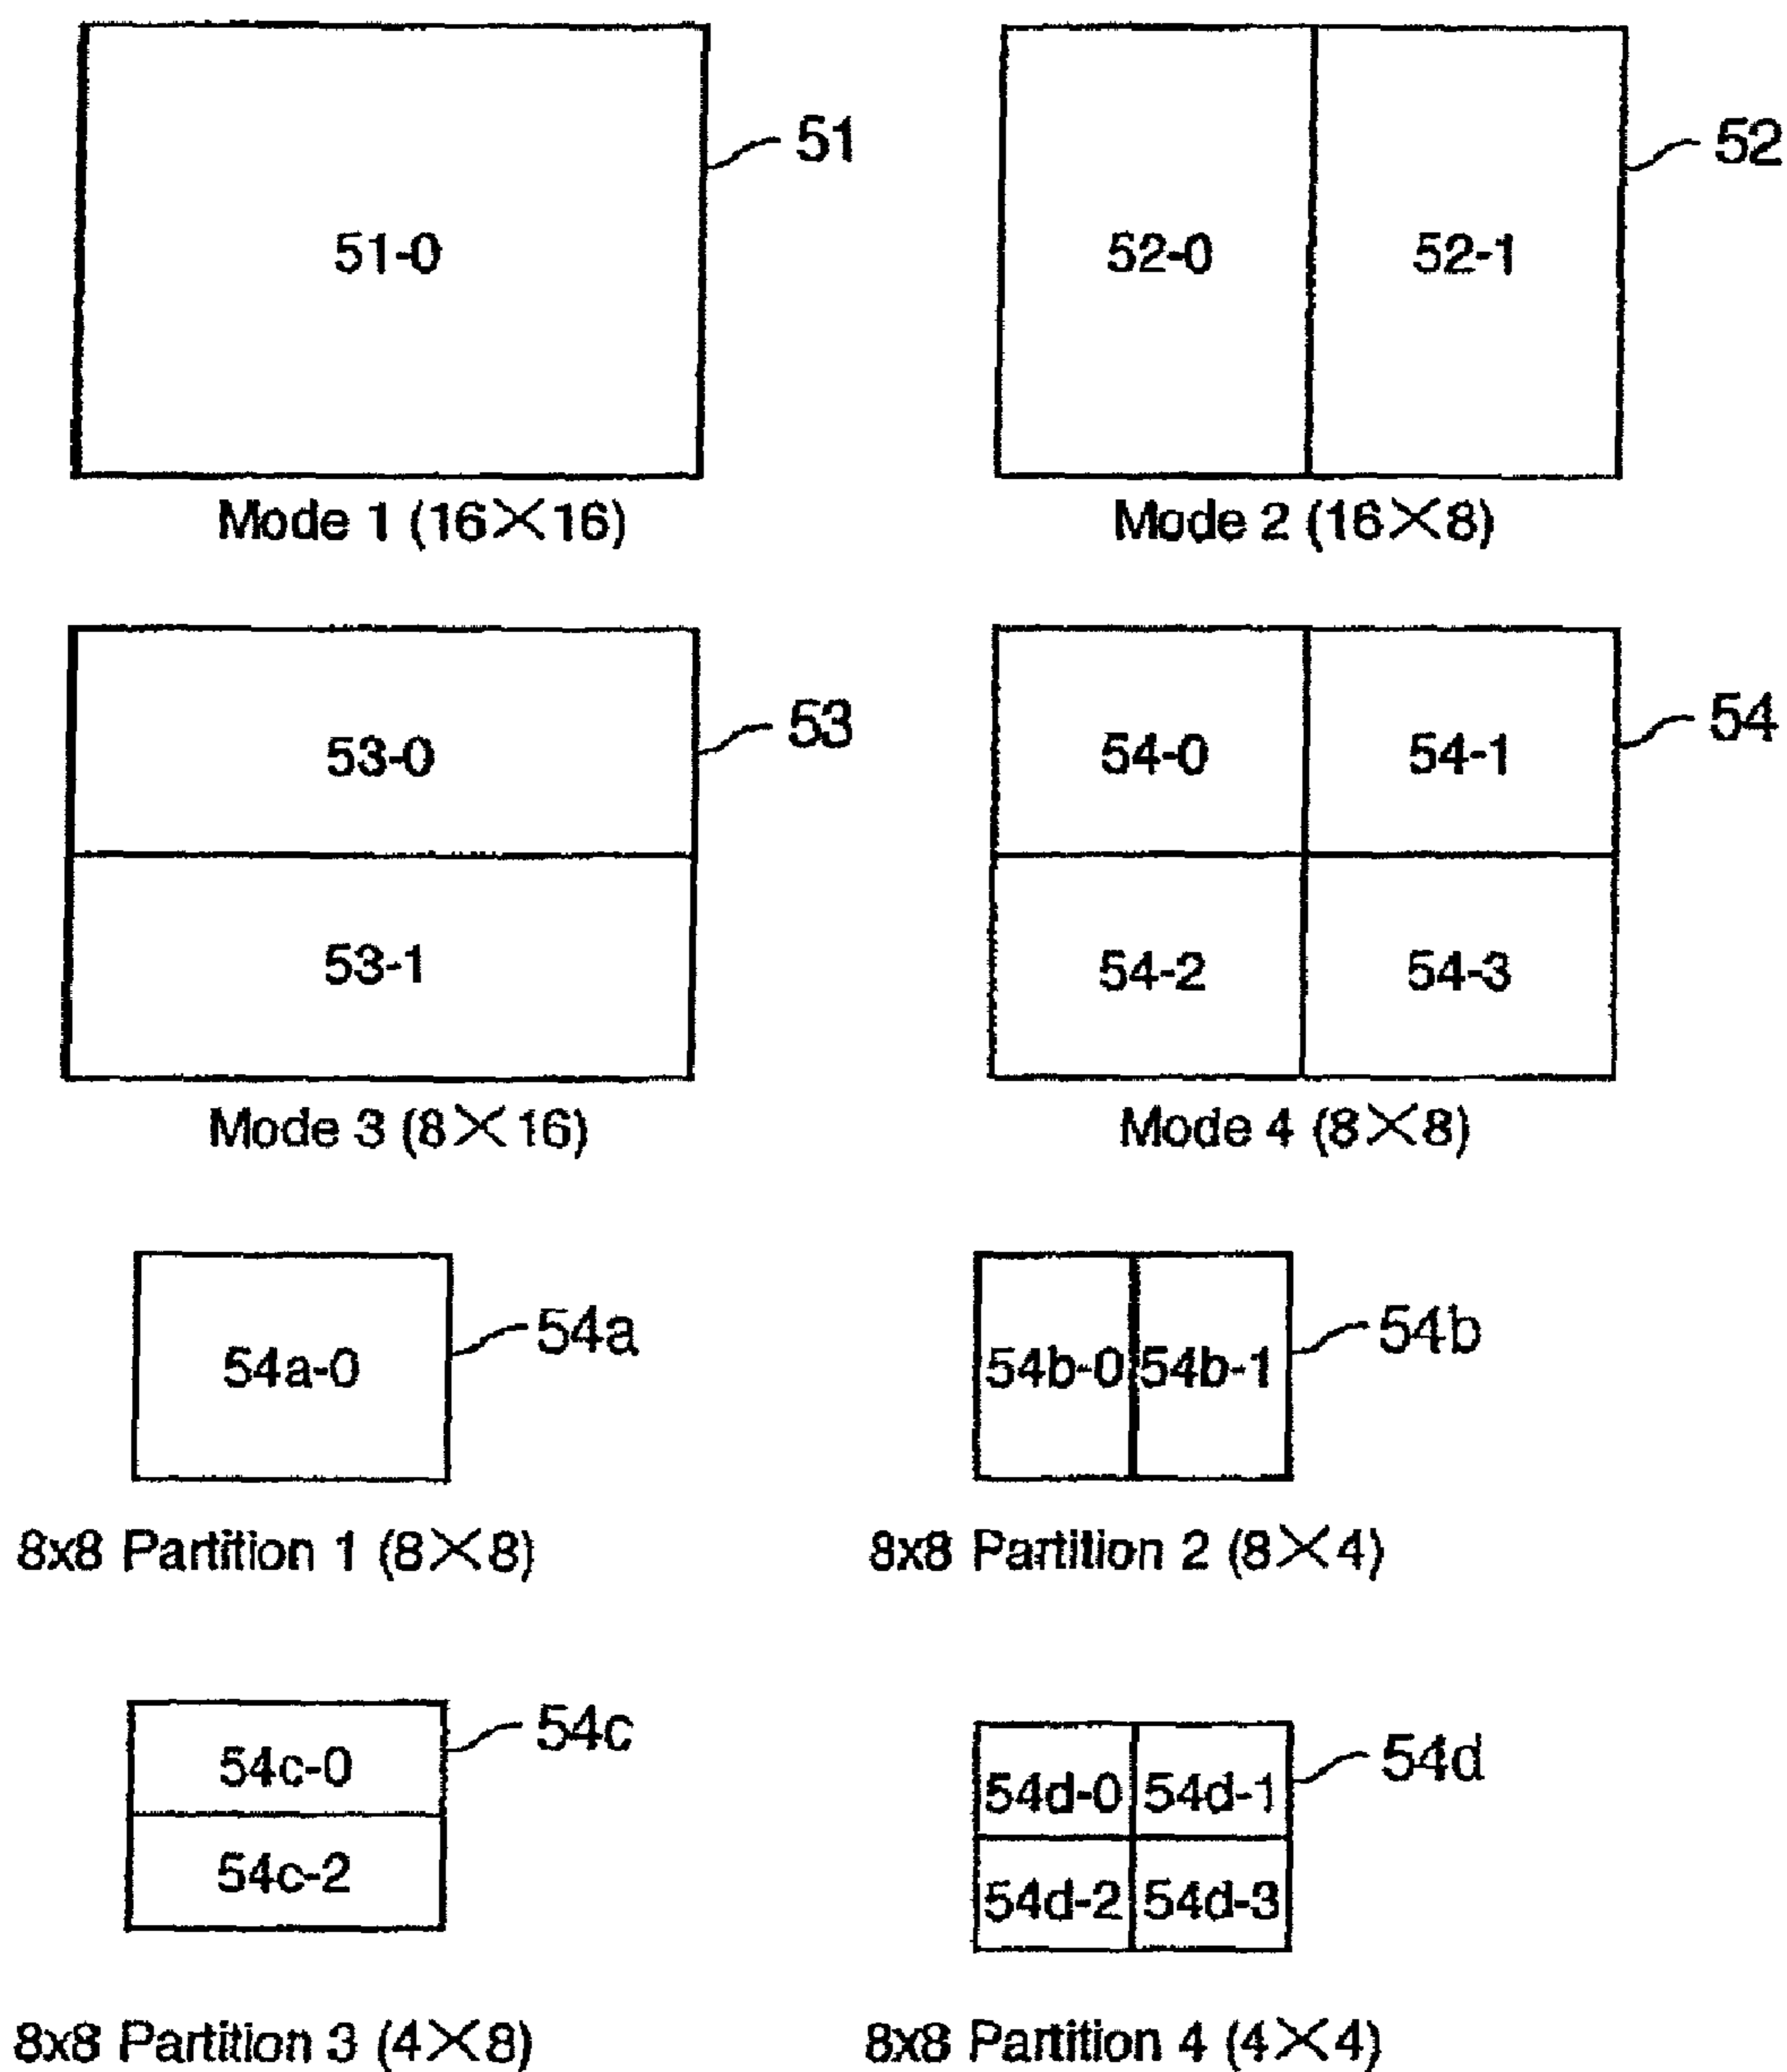 51
51-0
Mode 1 (16×16)
52
52-0
52-1
Mode 2 (16×8)
53
53-0
53-1
Mode 3 (8×16)
54
54-0
54-1
54-2
54-3
Mode 4 (8×8)
54a
54a-0
8x8 Partition 1 (8×8)
54b
54b-0
54b-1
8x8 Partition 2 (8×4)
54c
54c-0
54c-2
8x8 Partition 3 (4×8)
54d
54d-0
54d-1
54d-2
54d-3
8x8 Partition 4 (4×4)